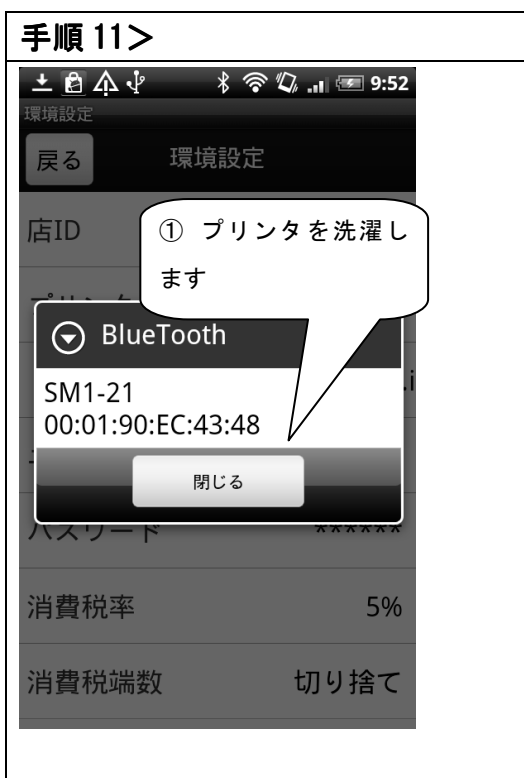 手順 11＞
9:52
環境設定
戻る
環境設定
店ID
① プリンタを洗濯し
ます
BlueTooth
SM1-21
00:01:90:EC:43:48
閉じる
パスワード ******
消費税率 5%
消費税端数 切り捨て